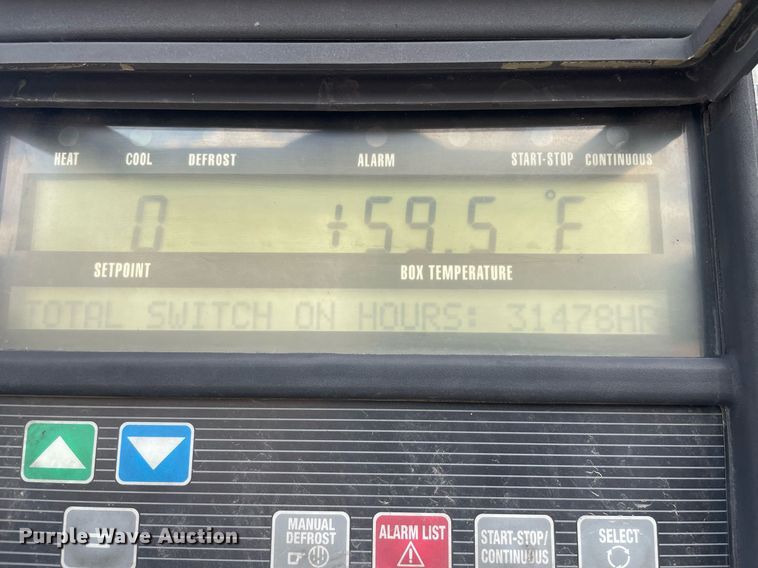 HEAT COOL DEFROST ALARM START-STOP CONTINUOUS
0 +59.5 °F
SETPOINT BOX TEMPERATURE
TOTAL SWITCH ON HOURS: 31478HR
MANUAL DEFROST
ALARM LIST
START-STOP/
CONTINUOUS
SELECT
Purple Wave Auction